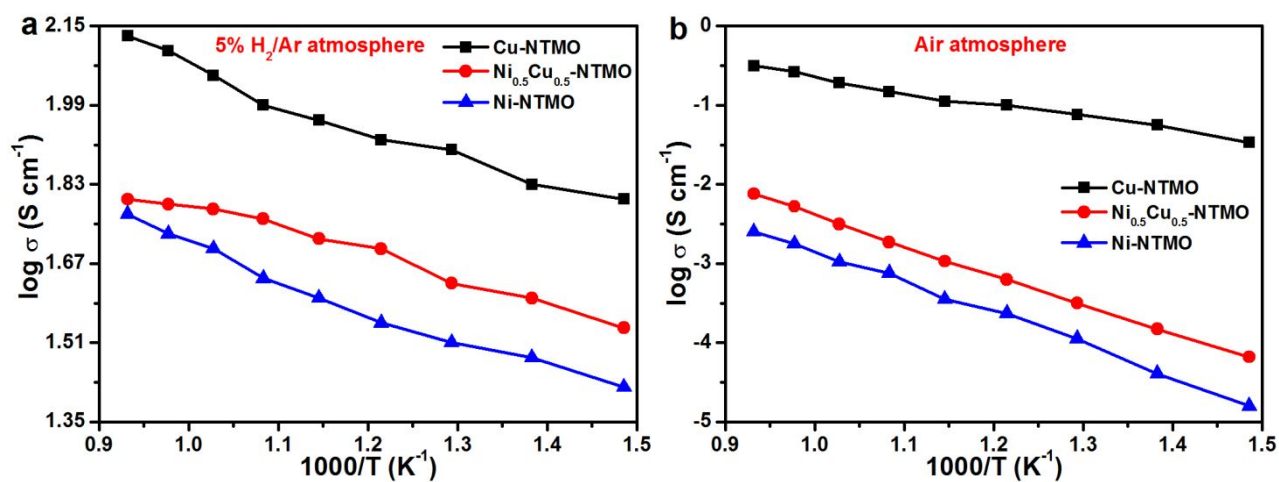 a
5% H₂/Ar atmosphere
Cu-NTMO
Ni₀.₅Cu₀.₅-NTMO
Ni-NTMO
log σ (S cm⁻¹)
2.15
1.99
1.83
1.67
1.51
1.35
0.9 1.0 1.1 1.2 1.3 1.4 1.5
1000/T (K⁻¹)
b
Air atmosphere
Cu-NTMO
Ni₀.₅Cu₀.₅-NTMO
Ni-NTMO
log σ (S cm⁻¹)
-0
-1
-2
-3
-4
-5
0.9 1.0 1.1 1.2 1.3 1.4 1.5
1000/T (K⁻¹)